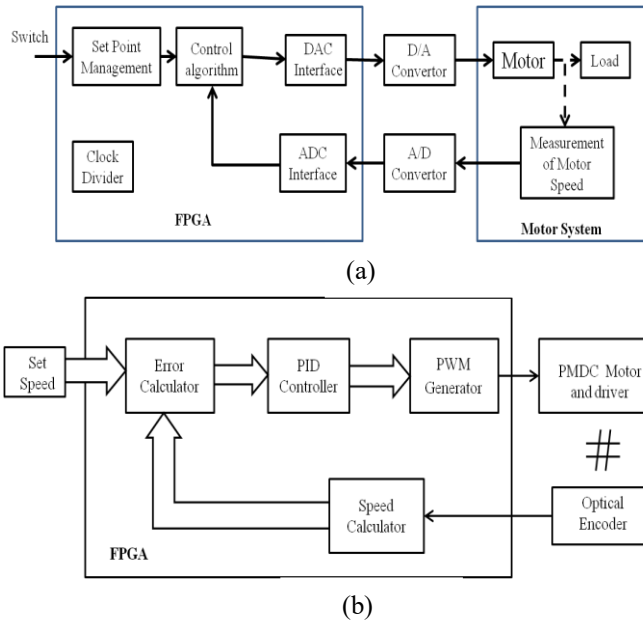 Switch
Set Point
Management
Control
algorithm
DAC
Interface
D/A
Convertor
Motor
Load
Clock
Divider
ADC
Interface
A/D
Convertor
Measurement
of Motor
Speed
FPGA
Motor System
(a)
Set
Speed
Error
Calculator
PID
Controller
PWM
Generator
PMDC Motor
and driver
Speed
Calculator
Optical
Encoder
FPGA
(b)